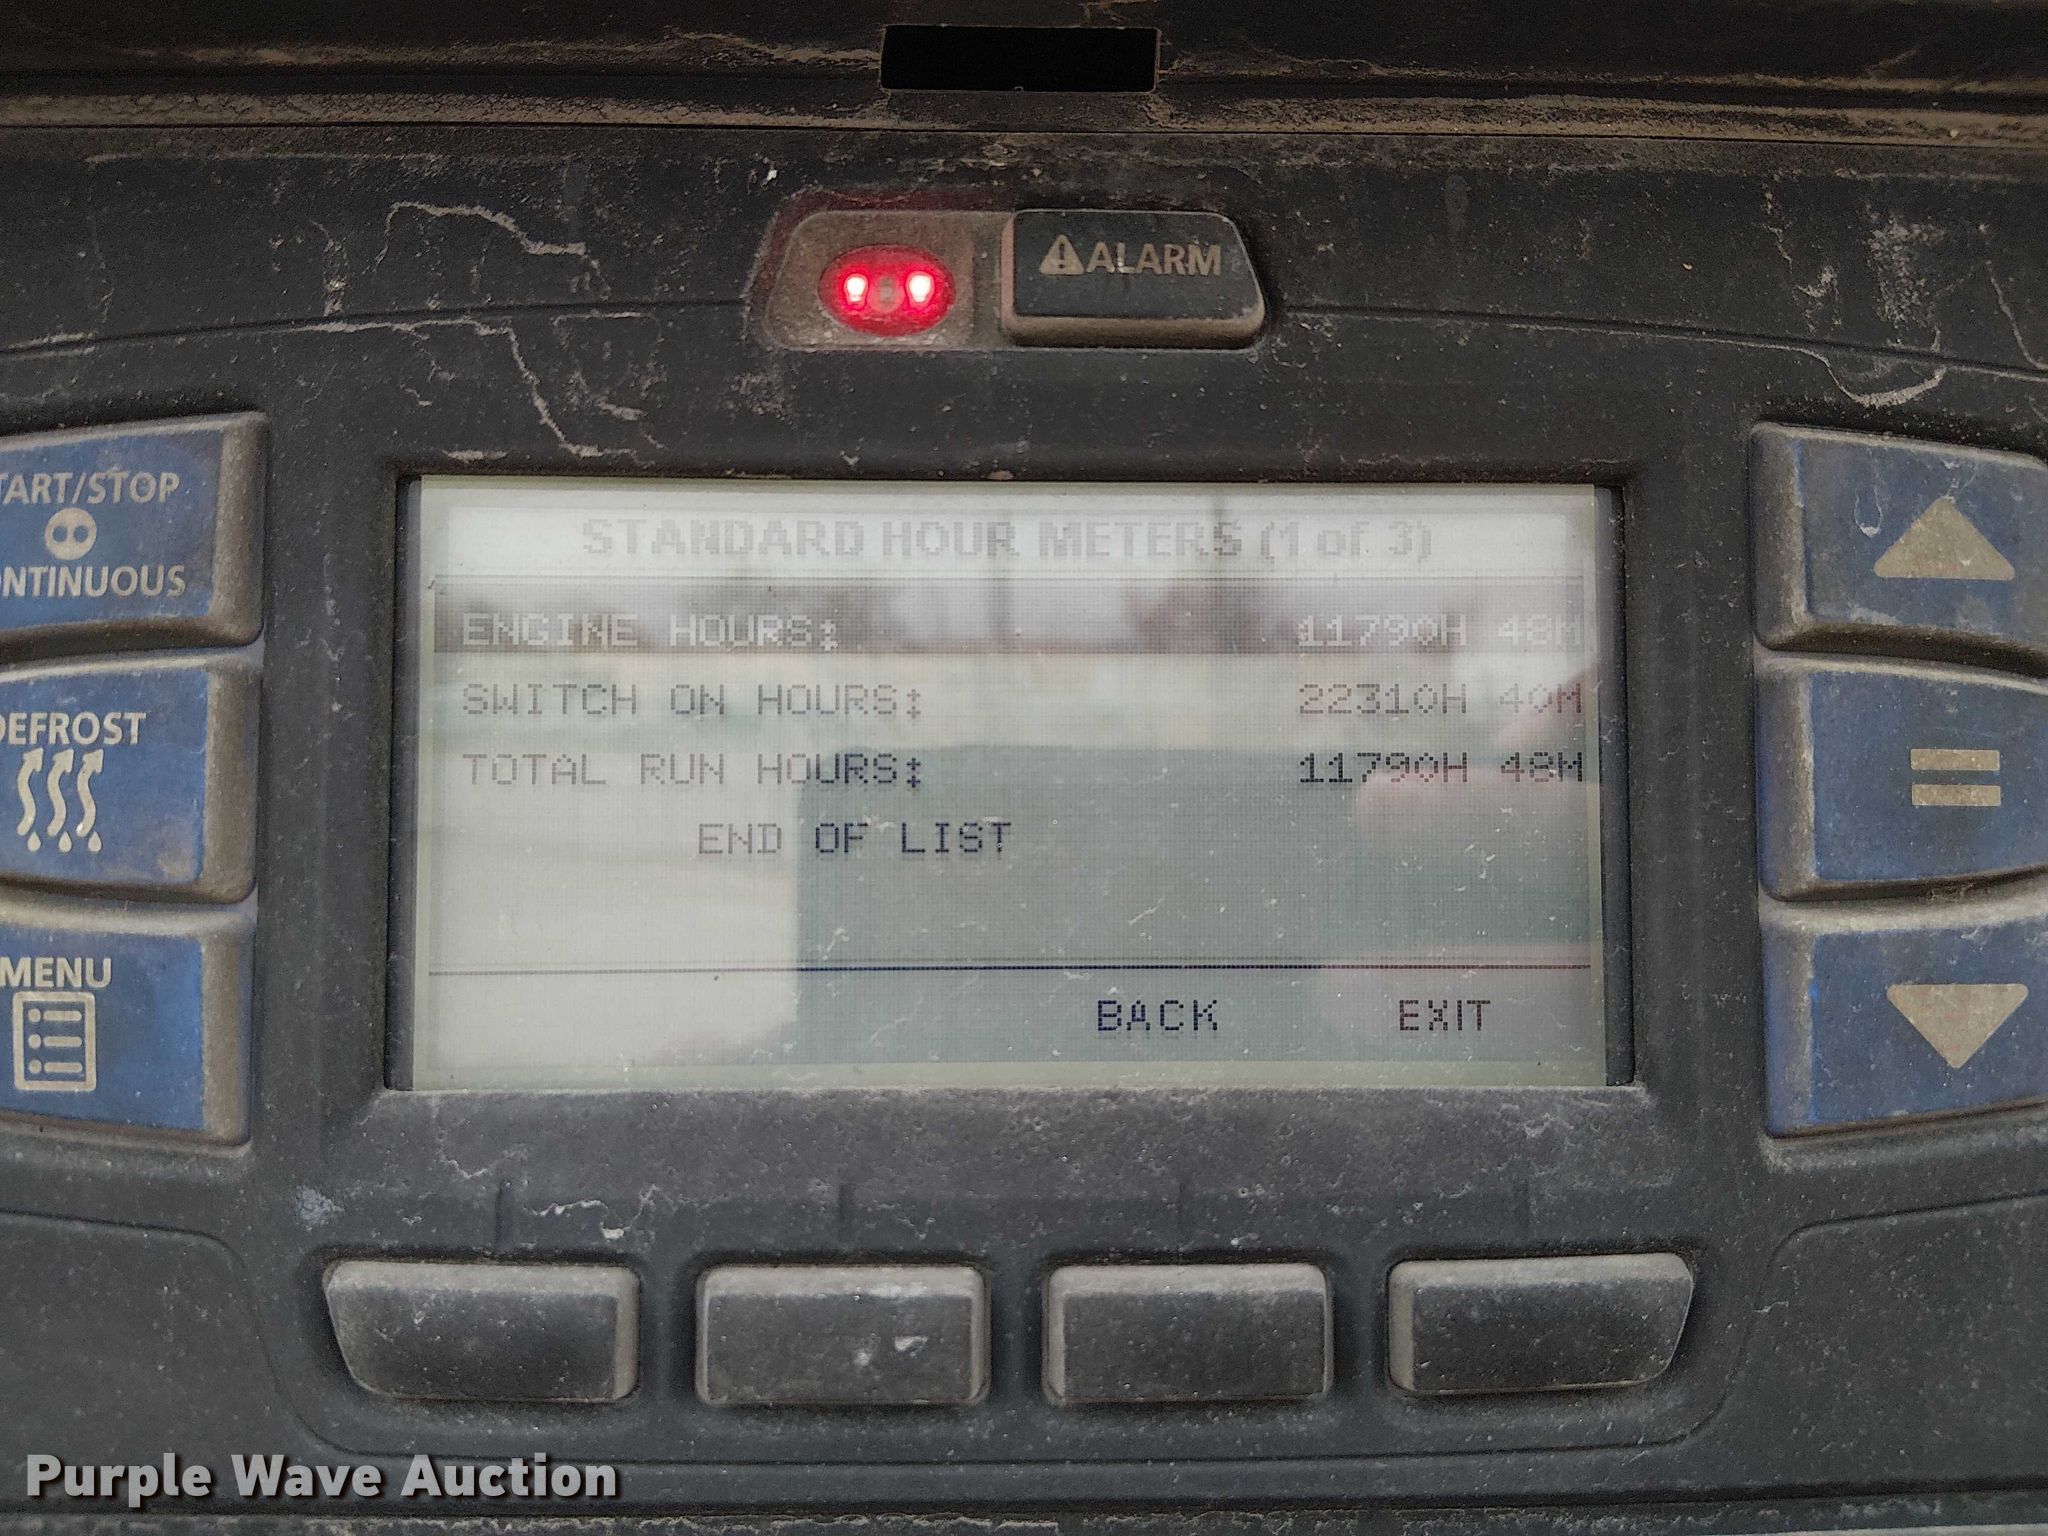 ALARM
TART/STOP
ONTINUOUS
DEFROST
MENU
STANDARD HOUR METERS (1 of 3)
ENGINE HOURS: 11790H 48M
SWITCH ON HOURS: 22310H 40M
TOTAL RUN HOURS: 11790H 48M
END OF LIST
BACK EXIT
Purple Wave Auction